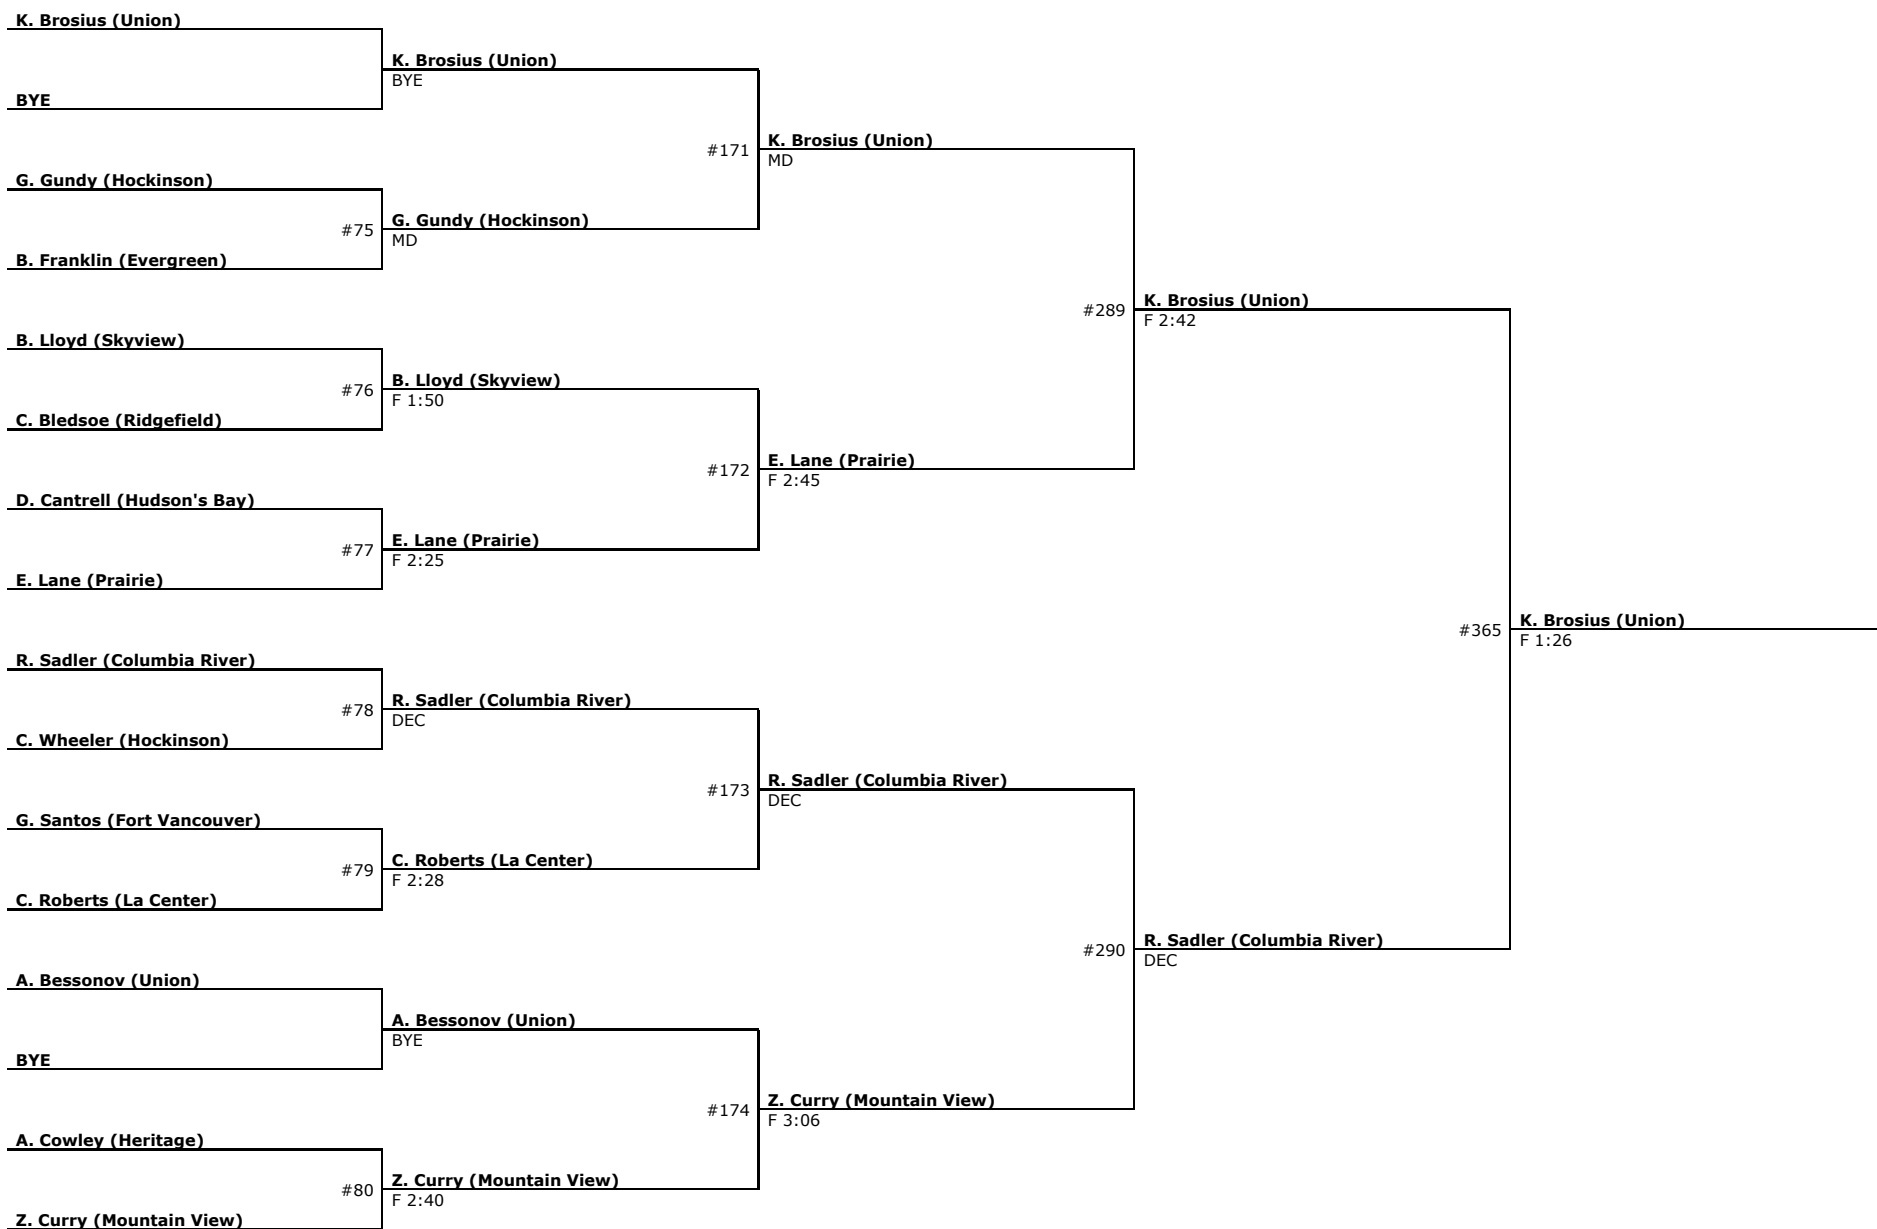 K. Brosius (Union)
K. Brosius (Union)
BYE
BYE
#171
K. Brosius (Union)
MD
G. Gundy (Hockinson)
#75
G. Gundy (Hockinson)
MD
B. Franklin (Evergreen)
#289
K. Brosius (Union)
F 2:42
B. Lloyd (Skyview)
#76
B. Lloyd (Skyview)
F 1:50
C. Bledsoe (Ridgefield)
#172
E. Lane (Prairie)
F 2:45
D. Cantrell (Hudson's Bay)
#77
E. Lane (Prairie)
F 2:25
E. Lane (Prairie)
#365
K. Brosius (Union)
F 1:26
R. Sadler (Columbia River)
#78
R. Sadler (Columbia River)
DEC
C. Wheeler (Hockinson)
#173
R. Sadler (Columbia River)
DEC
G. Santos (Fort Vancouver)
#79
C. Roberts (La Center)
F 2:28
C. Roberts (La Center)
#290
R. Sadler (Columbia River)
DEC
A. Bessonov (Union)
A. Bessonov (Union)
BYE
BYE
#174
Z. Curry (Mountain View)
F 3:06
A. Cowley (Heritage)
#80
Z. Curry (Mountain View)
F 2:40
Z. Curry (Mountain View)